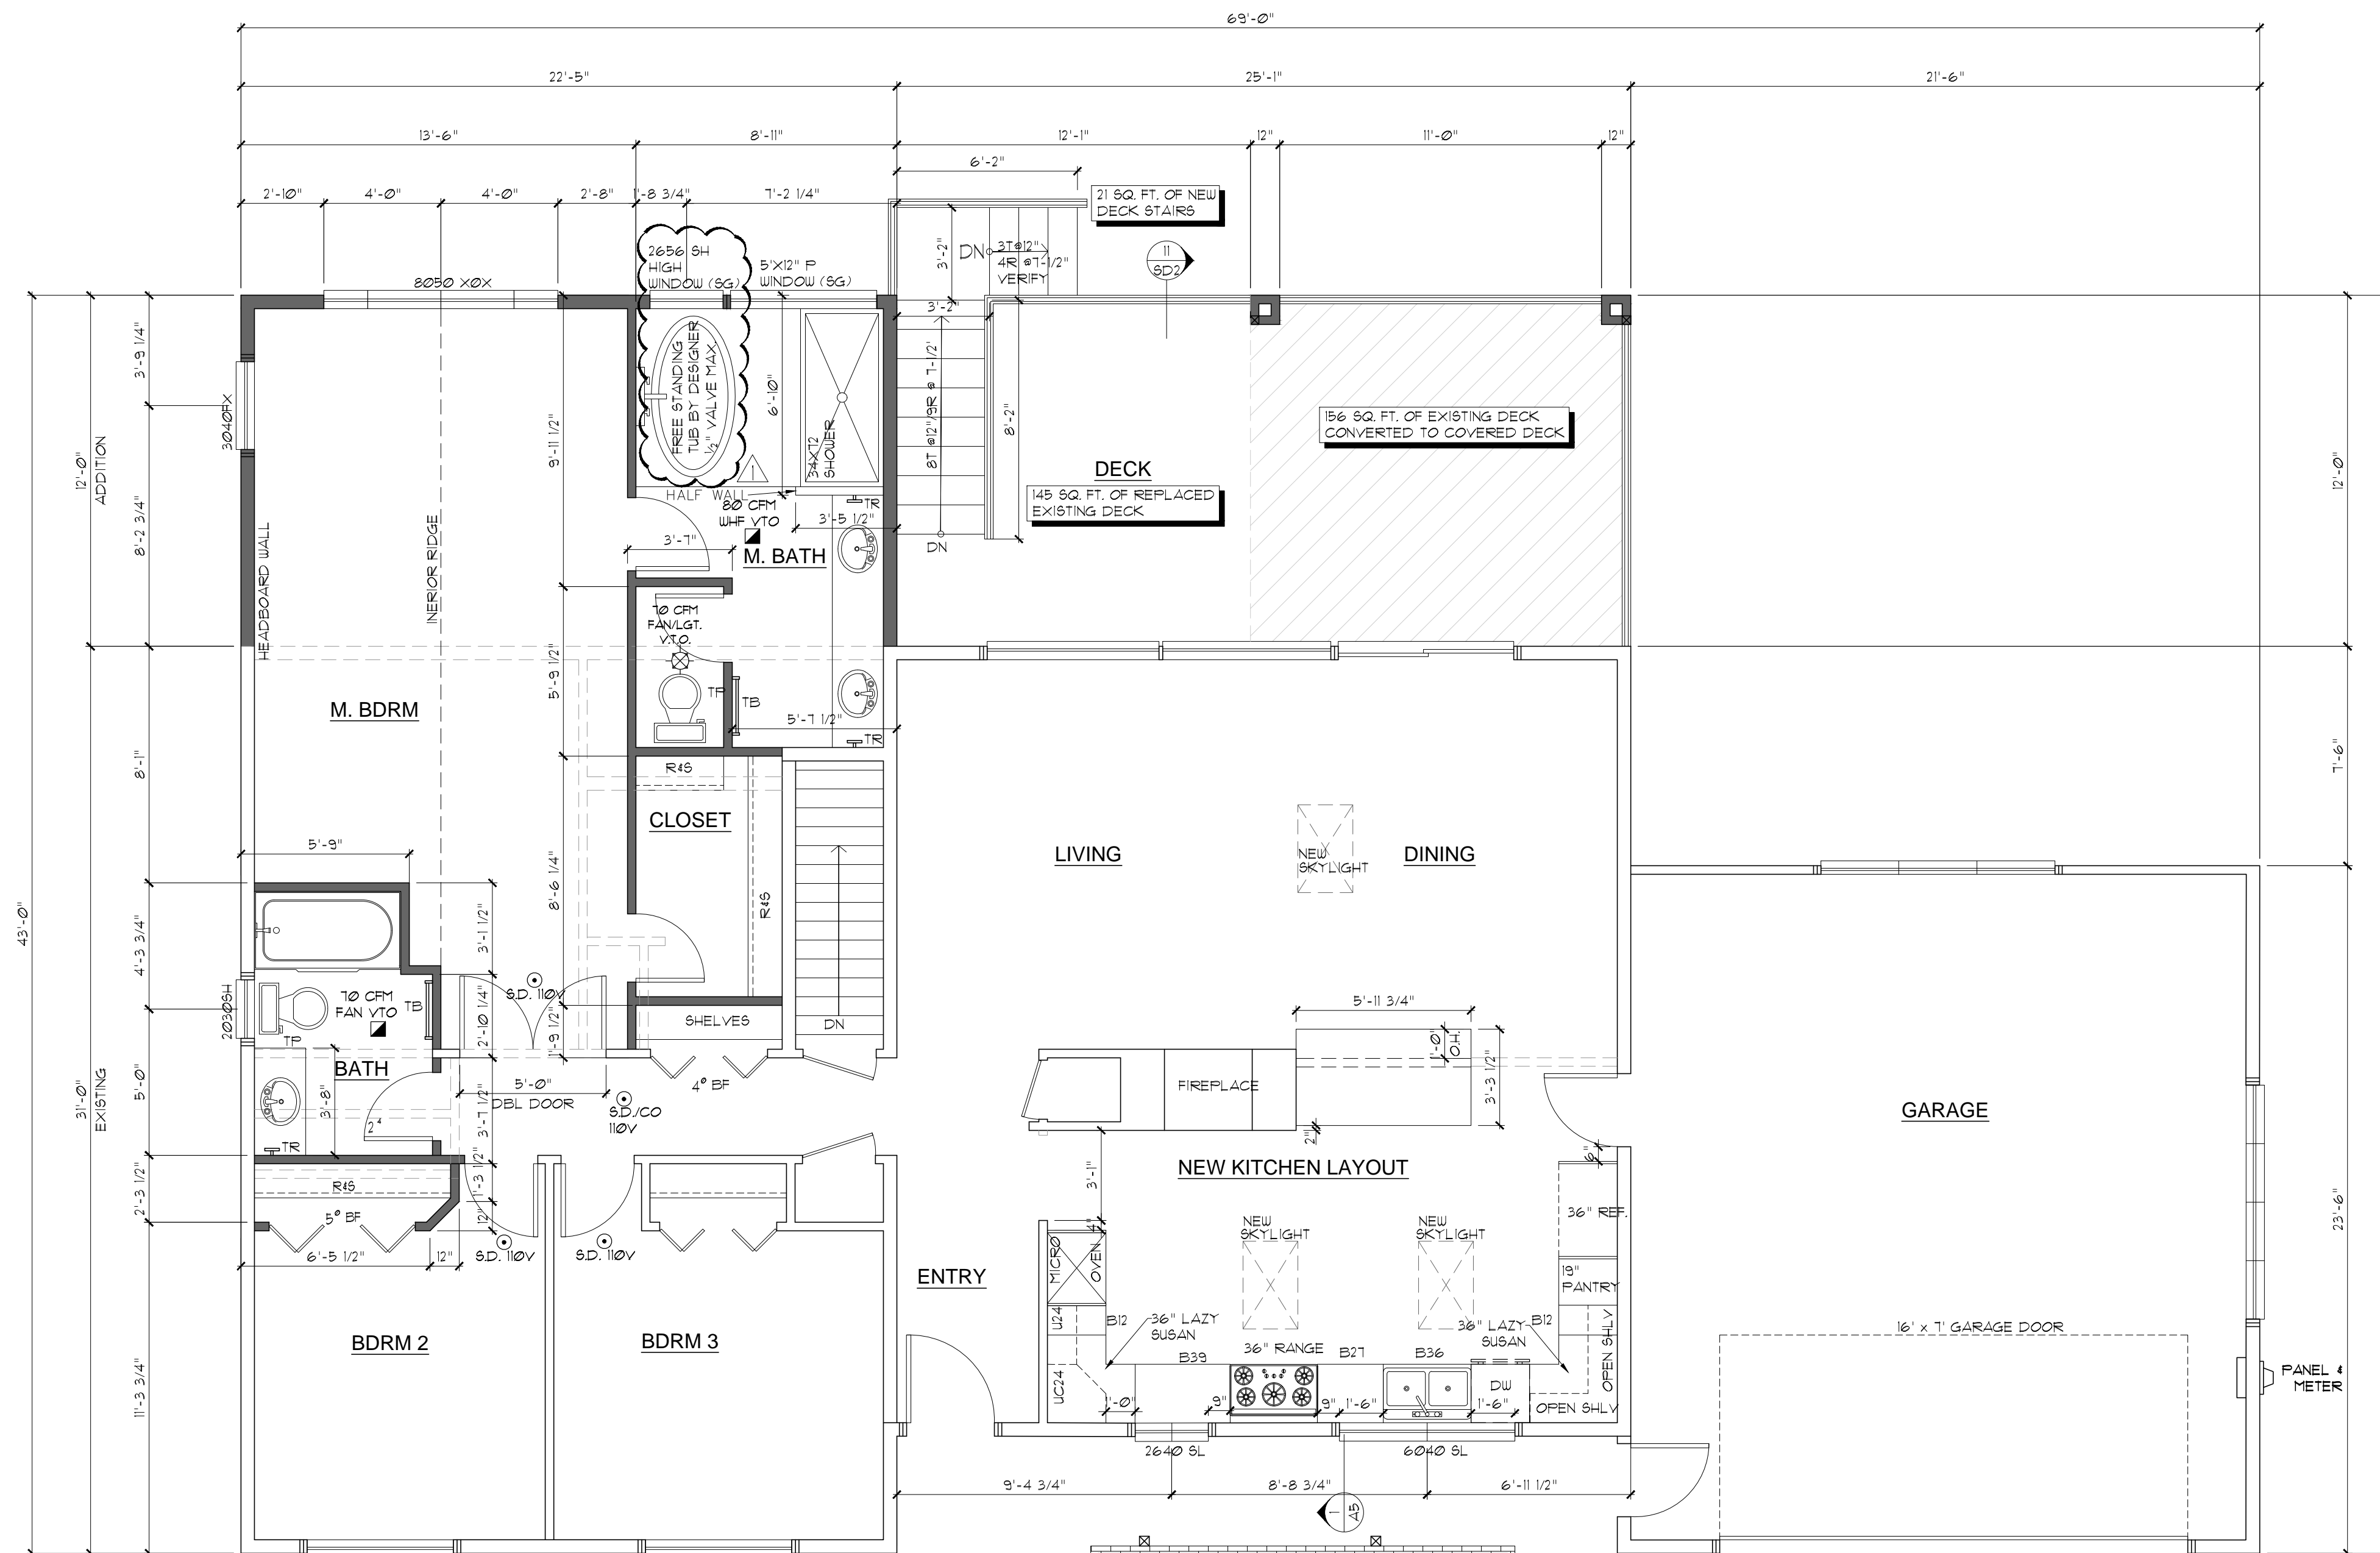 69'-0"
22'-5"
25'-1"
21'-6"
13'-6"
8'-11"
12'-1"
12"
11'-0"
12"
6'-2"
2'-10"
4'-0"
4'-0"
2'-8"
1'-8 3/4"
7'-2 1/4"
21 SQ. FT. OF NEW
DECK STAIRS
2656 SH
HIGH
WINDOW (SG)
5'X12" P
WINDOW (SG)
8050 XOX
3'-2"
DN
3T@12"
4R @7-1/2"
VERIFY
11
SD2
3'-2"
3'-9 1/4"
3040FX
12'-0"
ADDITION
8'-2 3/4"
HEADBOARD WALL
INERIOR RIDGE
9'-11 1/2"
FREE STANDING
TUB BY DESIGNER
1/2" VALVE MAX.
1
6'-10"
34X72
SHOWER
HALF WALL
80 CFM
WHF VTO
TR
3'-5 1/2"
3'-7"
M. BATH
8T @12"/9R @ 7-1/2'
DN
8'-2"
DECK
145 SQ. FT. OF REPLACED
EXISTING DECK
156 SQ. FT. OF EXISTING DECK
CONVERTED TO COVERED DECK
12'-0"
70 CFM
FAN/LGT.
V.T.O.
5'-9 1/2"
TP
TB
5'-7 1/2"
TR
M. BDRM
8'-1"
7'-6"
R&S
CLOSET
R&S
8'-6 1/4"
5'-9"
LIVING
NEW
SKYLIGHT
DINING
43'-0"
4'-3 3/4"
3'-1 1/2"
2030SH
70 CFM
FAN VTO
TB
TP
BATH
S.D. 110V
2'-10 1/4"
1'-9 1/2"
SHELVES
DN
5'-11 3/4"
1'-0"
O.H.
3'-3 1/2"
FIREPLACE
2"
31'-0"
EXISTING
5'-0"
3'-8"
2⁴
TR
5'-0"
DBL DOOR
3'-7 1/2"
4⁰ BF
S.D./CO
110V
GARAGE
6"
3'-1"
NEW KITCHEN LAYOUT
2'-3 1/2"
R&S
5⁰ BF
1'-3 1/2"
12"
6'-5 1/2"
12"
S.D. 110V
S.D. 110V
36" REF.
23'-6"
4"
MICRO
OVEN
NEW
SKYLIGHT
NEW
SKYLIGHT
19"
PANTRY
ENTRY
U24
B12
36" LAZY
SUSAN
36" LAZY
SUSAN
B12
OPEN SHLV
BDRM 2
BDRM 3
11'-3 3/4"
UC24
B39
36" RANGE
B27
B36
DW
1'-0"
9"
9"
1'-6"
1'-6"
OPEN SHLV
16' x 7' GARAGE DOOR
PANEL &
METER
2640 SL
6040 SL
9'-4 3/4"
8'-8 3/4"
6'-11 1/2"
1
A5